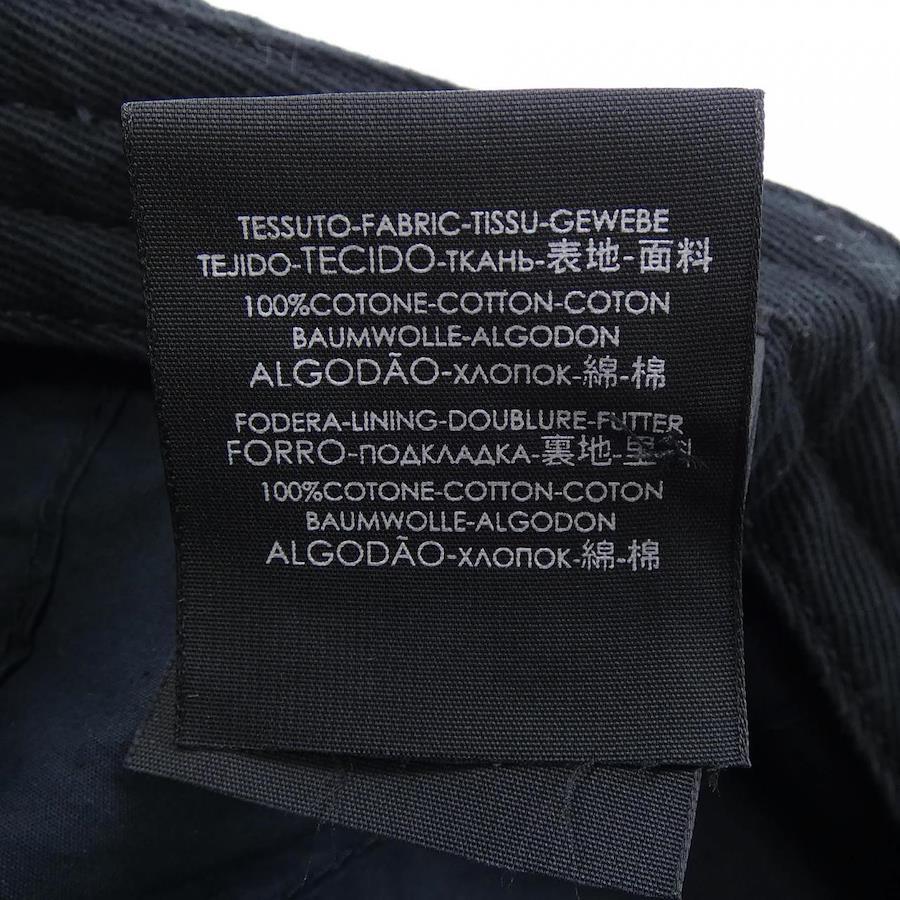 TESSUTO-FABRIC-TISSU-GEWEBE
TEJIDO-TECIDO-ТКАНЬ-表地-面料
100%COTONE-COTTON-COTON
BAUMWOLLE-ALGODON
ALGODÃO-ХЛОПОК-綿-棉
FODERA-LINING-DOUBLURE-FUTTER
FORRO-ПОДКЛАДКА-裏地-里料
100%COTONE-COTTON-COTON
BAUMWOLLE-ALGODON
ALGODÃO-ХЛОПОК-綿-棉